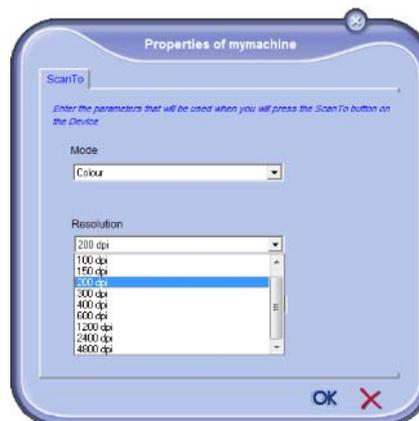 Properties of mymachine
ScanTo
Enter the parameters that will be used when you will press the ScanTo button on
the Device
Mode
Colour
Resolution
200 dpi
100 dpi
150 dpi
200 dpi
300 dpi
400 dpi
600 dpi
1200 dpi
2400 dpi
4800 dpi
OK